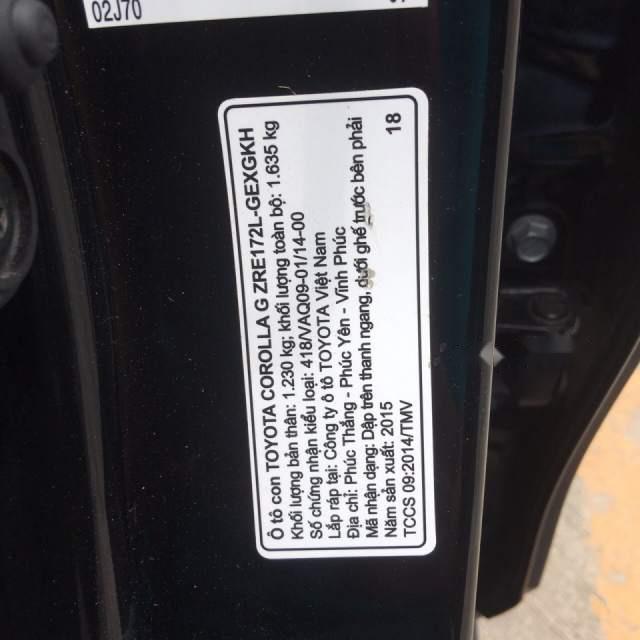 02J70
Ô tô con TOYOTA COROLLA G ZRE172L-GEXGKH
Khối lượng bản thân: 1.230 kg; khối lượng toàn bộ: 1.635 kg
Số chứng nhận kiểu loại: 418/VAQ09-01/14-00
Lắp ráp tại: Công ty ô tô TOYOTA Việt Nam
Địa chỉ: Phúc Thắng - Phúc Yên - Vĩnh Phúc
Mã nhận dạng: Dập trên thanh ngang, dưới ghế trước bên phải
Năm sản xuất: 2015
TCCS 09:2014/TMV
18